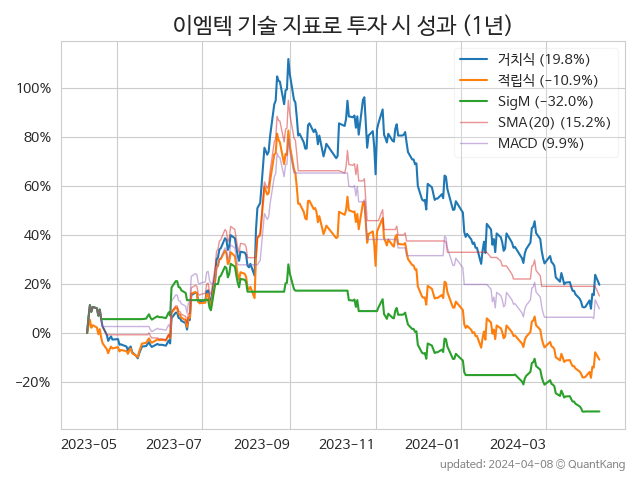 이엠텍 기술 지표로 투자 시 성과 (1년)
거치식 (19.8%)
적립식 (−10.9%)
SigM (−32.0%)
SMA(20) (15.2%)
MACD (9.9%)
100%
80%
60%
40%
20%
0%
−20%
2023-05 2023-07 2023-09 2023-11 2024-01 2024-03
updated: 2024-04-08 © QuantKang